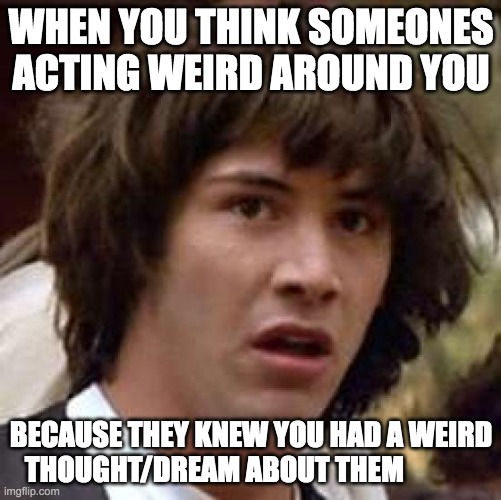 WHEN YOU THINK SOMEONES
ACTING WEIRD AROUND YOU
BECAUSE THEY KNEW YOU HAD A WEIRD
THOUGHT/DREAM ABOUT THEM
imgflip.com